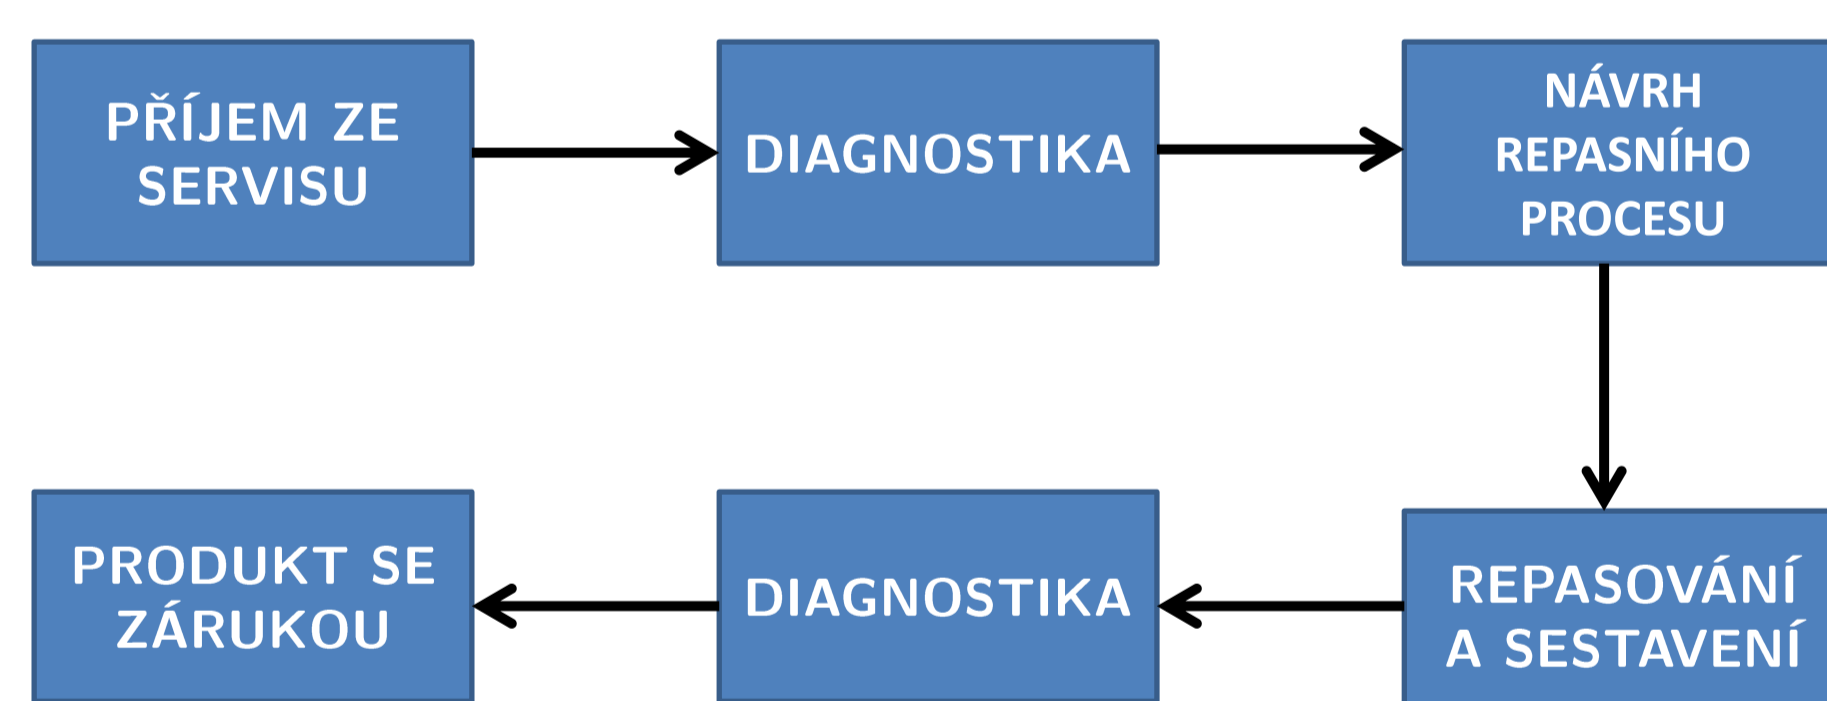 PŘÍJEM ZE
SERVISU
DIAGNOSTIKA
NÁVRH
REPASNÍHO
PROCESU
PRODUKT SE
ZÁRUKOU
DIAGNOSTIKA
REPASOVÁNÍ
A SESTAVENÍ